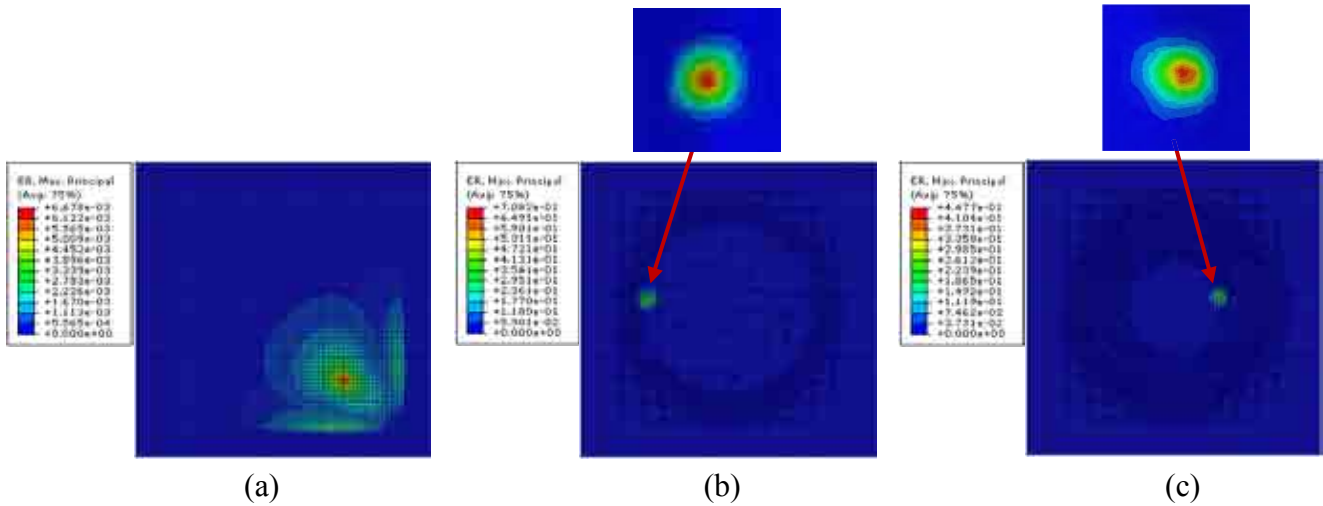 ER, Max. Principal
(Avg: 75%)
+6.678e-03
+6.122e-03
+5.565e-03
+5.009e-03
+4.452e-03
+3.896e-03
+3.339e-03
+2.783e-03
+2.226e-03
+1.670e-03
+1.113e-03
+5.565e-04
+0.000e+00
(a)
ER, Max. Principal
(Avg: 75%)
+7.082e-01
+6.491e-01
+5.901e-01
+5.311e-01
+4.721e-01
+4.131e-01
+3.541e-01
+2.951e-01
+2.361e-01
+1.770e-01
+1.180e-01
+5.901e-02
+0.000e+00
(b)
ER, Max. Principal
(Avg: 75%)
+4.477e-01
+4.104e-01
+3.731e-01
+3.358e-01
+2.985e-01
+2.612e-01
+2.239e-01
+1.865e-01
+1.492e-01
+1.119e-01
+7.462e-02
+3.731e-02
+0.000e+00
(c)